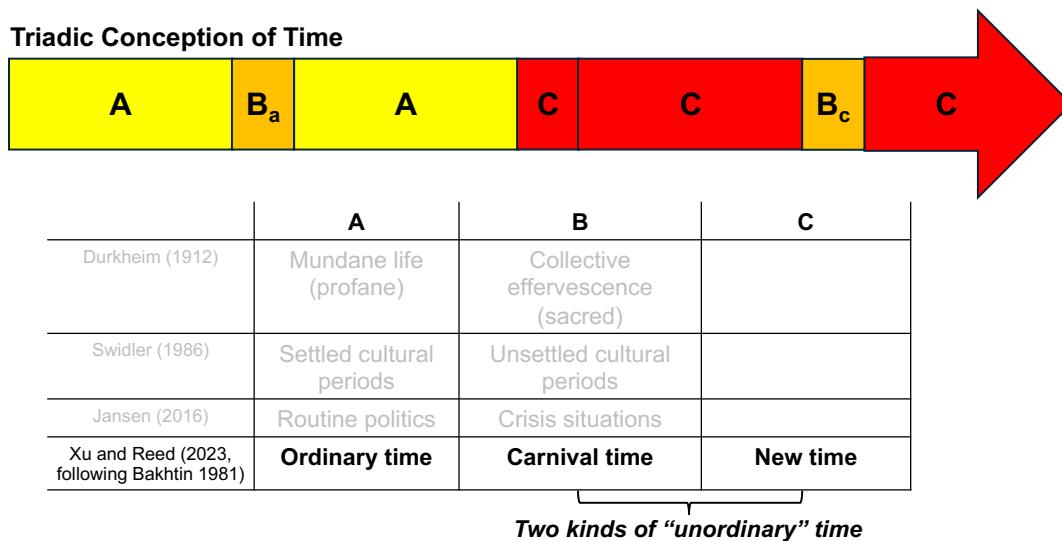 Triadic Conception of Time
A Ba A C C Bc C
A B C
Durkheim (1912) Mundane life Collective
(profane) effervescence
(sacred)
Swidler (1986) Settled cultural Unsettled cultural
periods periods
Jansen (2016) Routine politics Crisis situations
Xu and Reed (2023, Ordinary time Carnival time New time
following Bakhtin 1981)
Two kinds of “unordinary” time